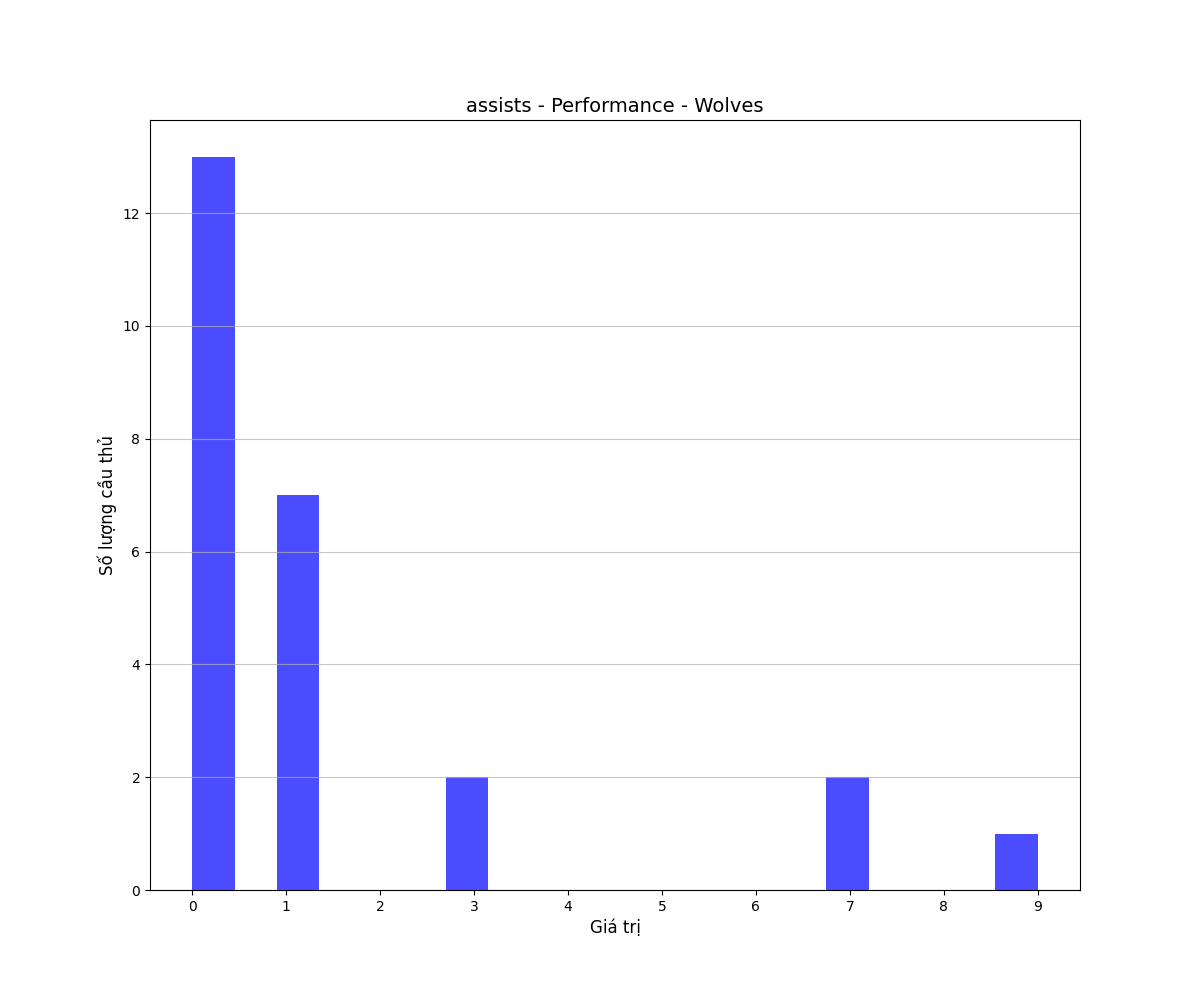 assists - Performance - Wolves
12
10
8
6
4
2
0
Số lượng cầu thủ
0 1 2 3 4 5 6 7 8 9
Giá trị